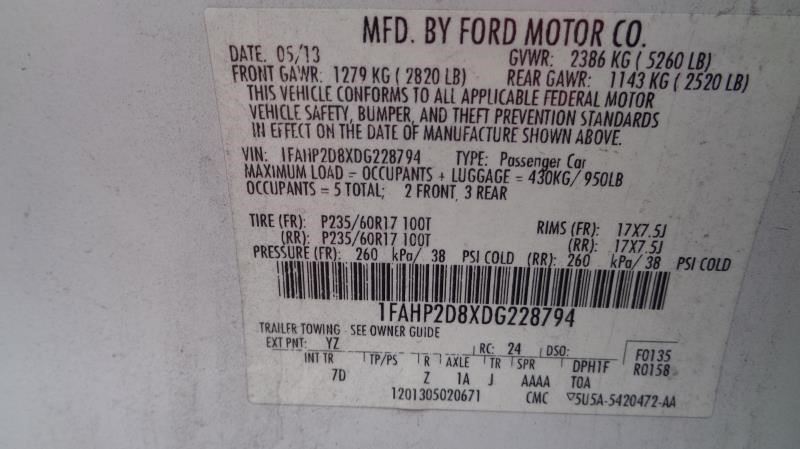 MFD. BY FORD MOTOR CO.
DATE: 05/13 GVWR: 2386 KG ( 5260 LB)
FRONT GAWR: 1279 KG ( 2820 LB) REAR GAWR: 1143 KG ( 2520 LB)
THIS VEHICLE CONFORMS TO ALL APPLICABLE FEDERAL MOTOR
VEHICLE SAFETY, BUMPER, AND THEFT PREVENTION STANDARDS
IN EFFECT ON THE DATE OF MANUFACTURE SHOWN ABOVE.
VIN: 1FAHP2D8XDG228794 TYPE: Passenger Car
MAXIMUM LOAD = OCCUPANTS + LUGGAGE = 430KG/ 950LB
OCCUPANTS = 5 TOTAL; 2 FRONT, 3 REAR
TIRE (FR): P235/60R17 100T RIMS (FR): 17X7.5J
(RR): P235/60R17 100T (RR): 17X7.5J
PRESSURE (FR): 260 kPa/ 38 PSI COLD (RR): 260 kPa/ 38 PSI COLD
1FAHP2D8XDG228794
TRAILER TOWING - SEE OWNER GUIDE
EXT PNT: YZ RC: 24 DSO: F0135
INT TR TP/PS R AXLE TR SPR DPH1F R0158
7D Z 1A J AAAA TOA
1201305020671 CMC ▽5U5A-5420472-AA